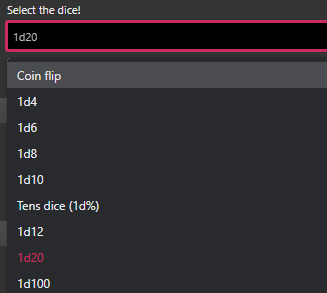 Select the dice!
1d20
Coin flip
1d4
1d6
1d8
1d10
Tens dice (1d%)
1d12
1d20
1d100